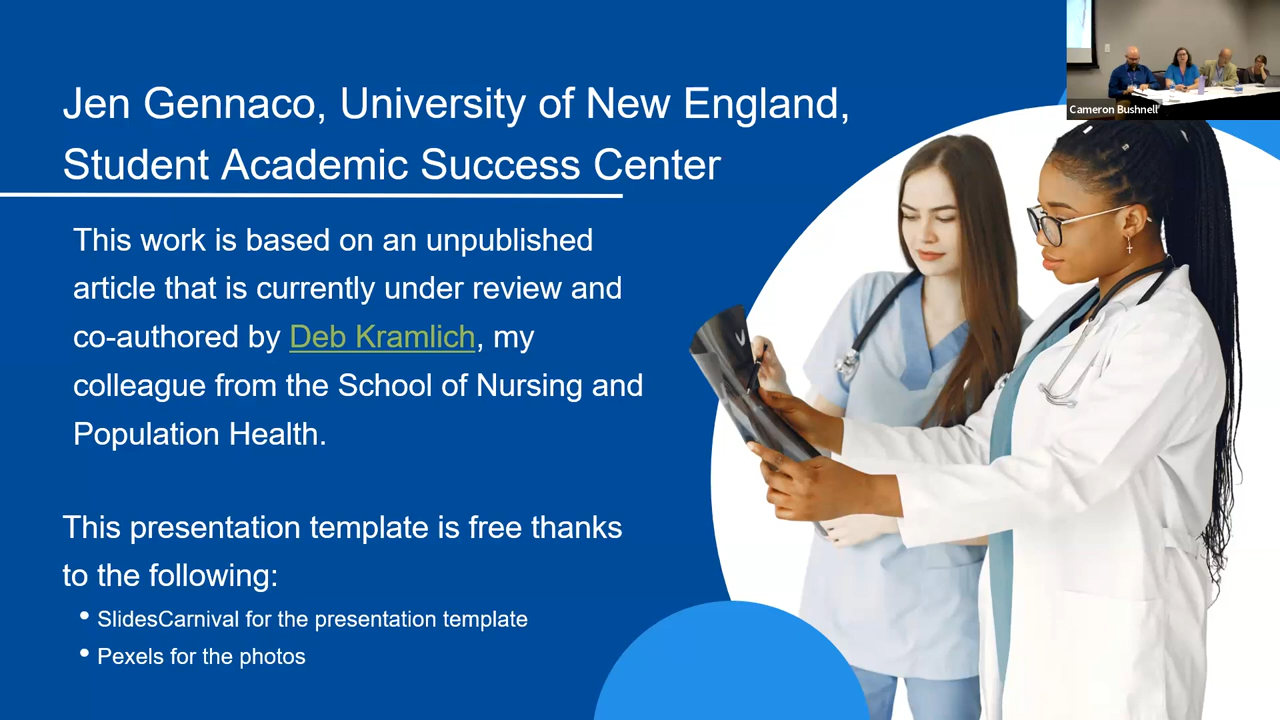 Jen Gennaco, University of New England,
Student Academic Success Center
This work is based on an unpublished
article that is currently under review and
co-authored by Deb Kramlich, my
colleague from the School of Nursing and
Population Health.
This presentation template is free thanks
to the following:
• SlidesCarnival for the presentation template
• Pexels for the photos
Cameron Bushnell